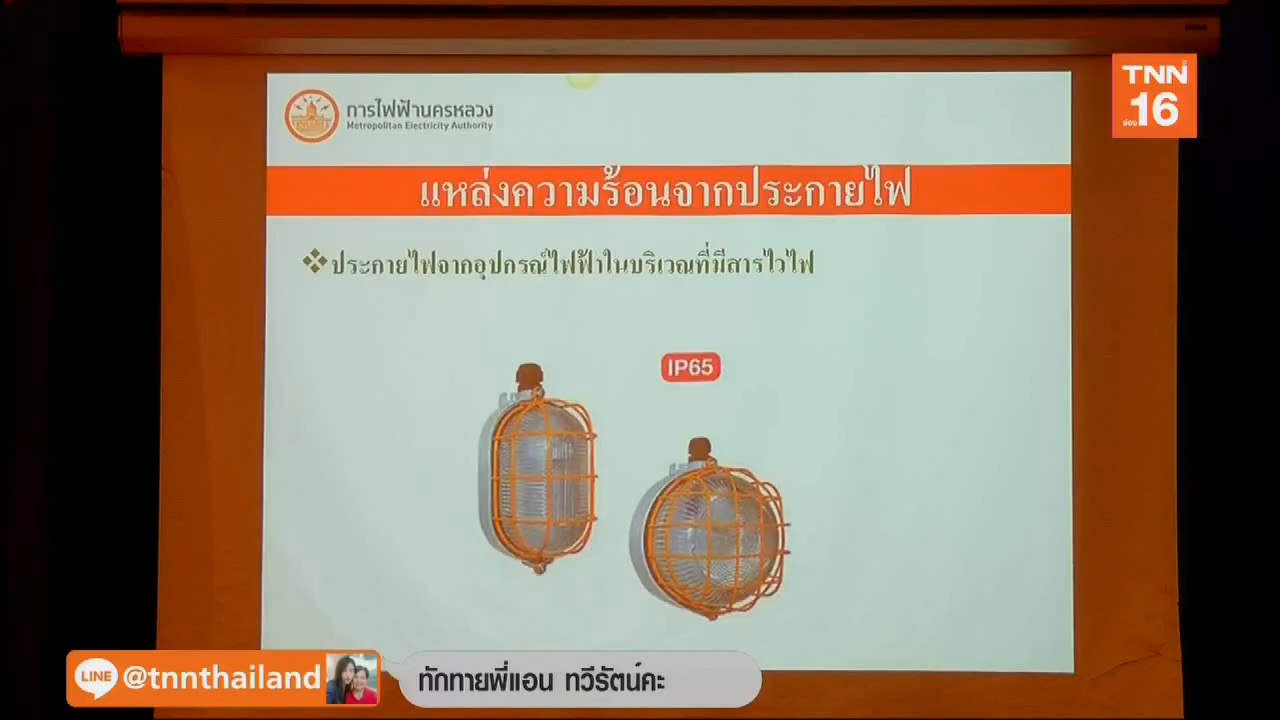 การไฟฟ้านครหลวง
Metropolitan Electricity Authority
TNN
ช่อง 16
แหล่งความร้อนจากประกายไฟ
❖ประกายไฟจากอุปกรณ์ไฟฟ้าในบริเวณที่มีสารไวไฟ
IP65
LINE @tnnthailand
ทักทายพี่แอน ทวีรัตน์คะ